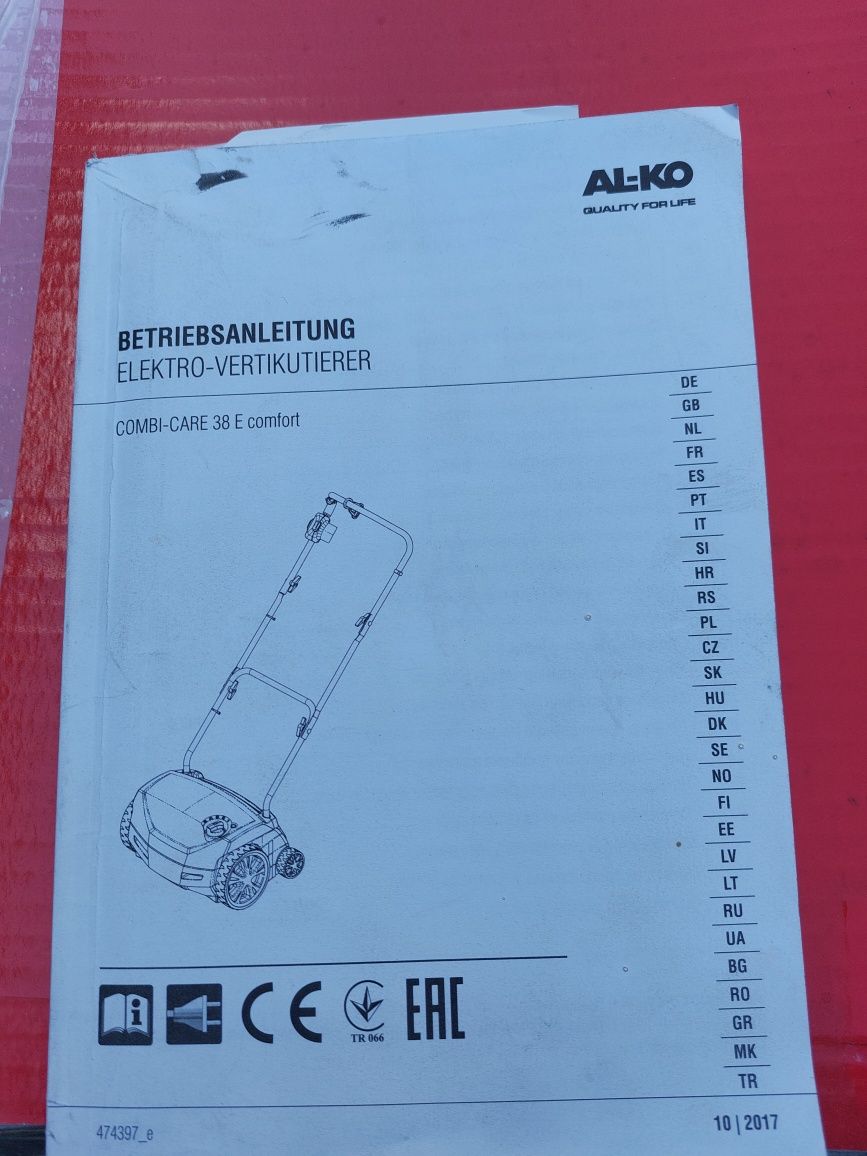 AL-KO
QUALITY FOR LIFE
BETRIEBSANLEITUNG
ELEKTRO-VERTIKUTIERER
COMBI-CARE 38 E comfort
DE
GB
NL
FR
ES
PT
IT
SI
HR
RS
PL
CZ
SK
HU
DK
SE
NO
FI
EE
LV
LT
RU
UA
BG
RO
GR
MK
TR
i
CE
TR 066
EAC
474397_e
10 | 2017